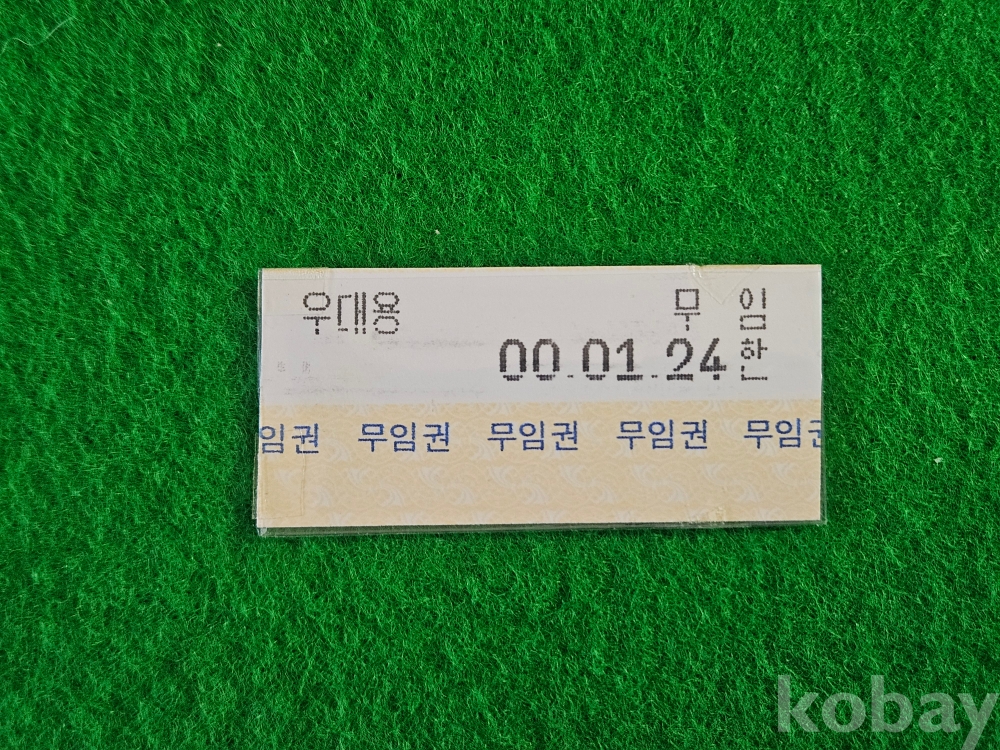 우대용 무 임
00.01.24 한
임권 무임권 무임권 무임권 무임권
kobay